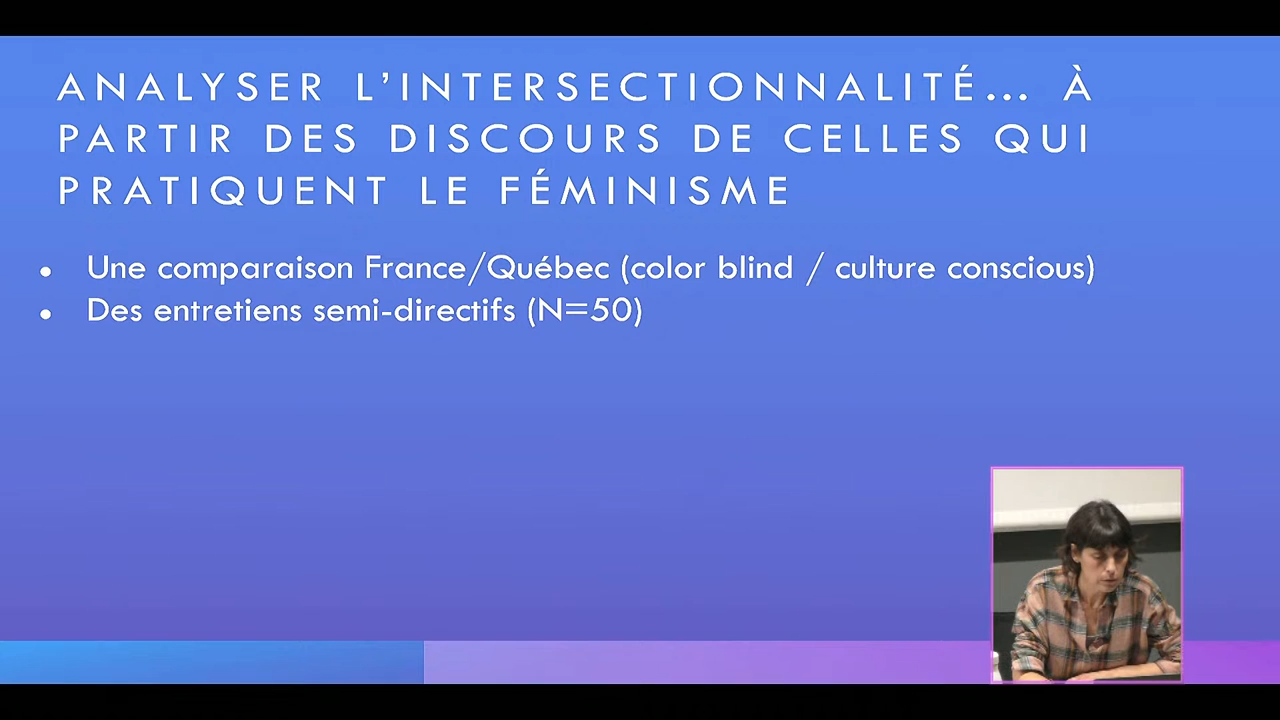 ANALYSER L’INTERSECTIONNALITÉ… À
PARTIR DES DISCOURS DE CELLES QUI
PRATIQUENT LE FÉMINISME
• Une comparaison France/Québec (color blind / culture conscious)
• Des entretiens semi-directifs (N=50)